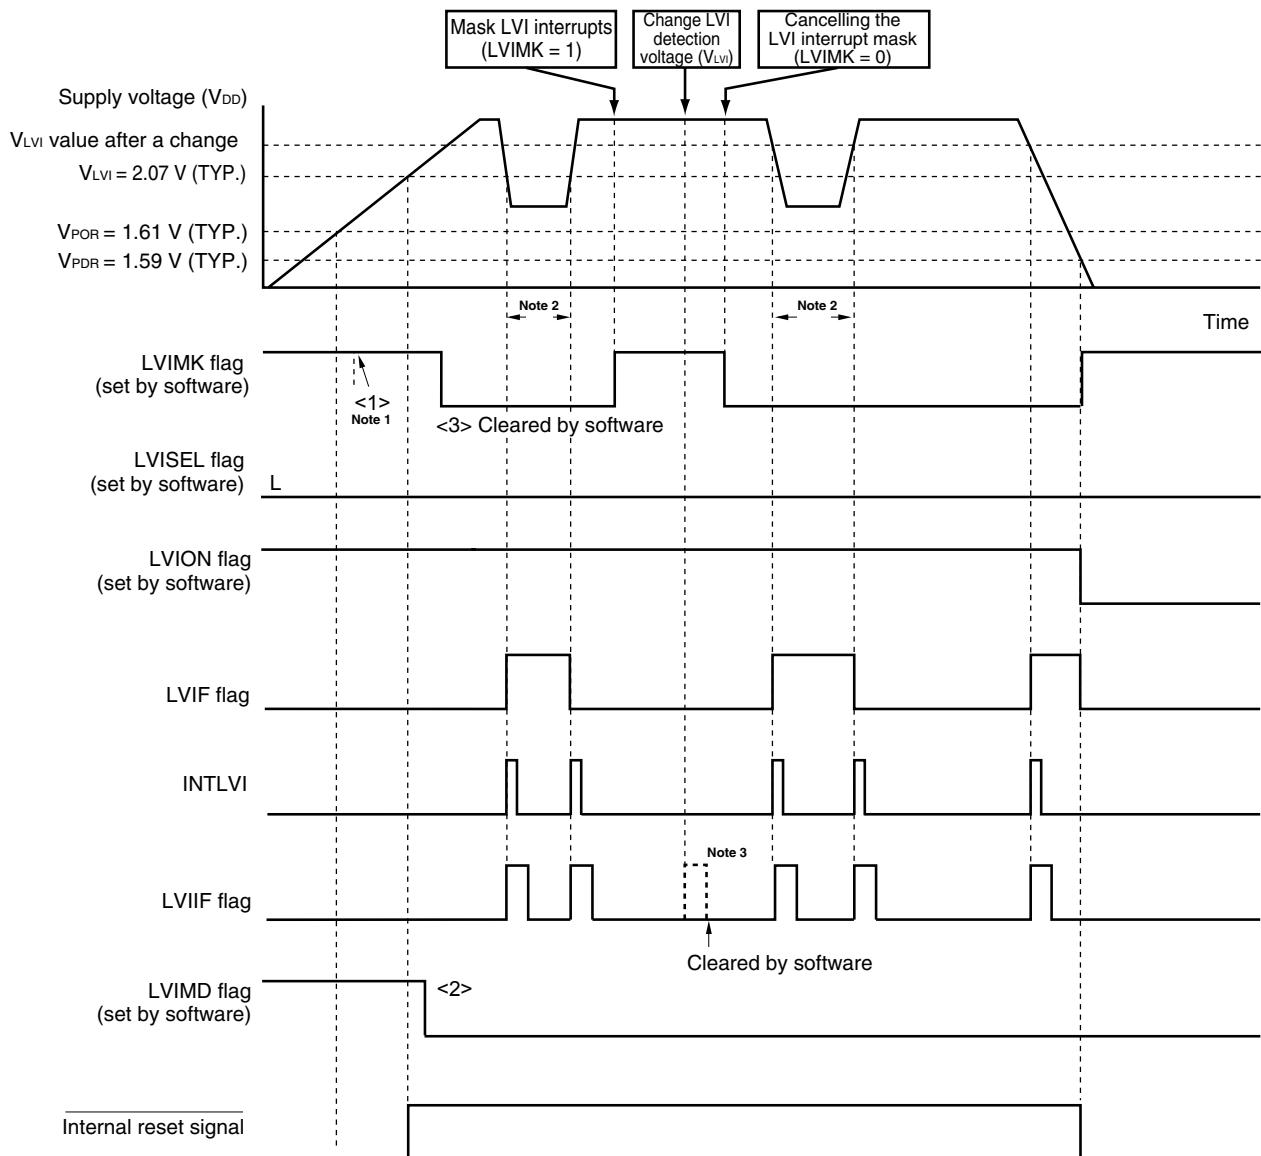 Mask LVI interrupts
(LVIMK = 1)
Change LVI
detection
voltage (VLVI)
Cancelling the
LVI interrupt mask
(LVIMK = 0)
Supply voltage (VDD)
VLVI value after a change
VLVI = 2.07 V (TYP.)
VPOR = 1.61 V (TYP.)
VPDR = 1.59 V (TYP.)
Note 2
Note 2
Time
LVIMK flag
(set by software)
<1>
Note 1
<3> Cleared by software
LVISEL flag
(set by software)
L
LVION flag
(set by software)
LVIF flag
INTLVI
Note 3
LVIIF flag
Cleared by software
LVIMD flag
(set by software)
<2>
Internal reset signal